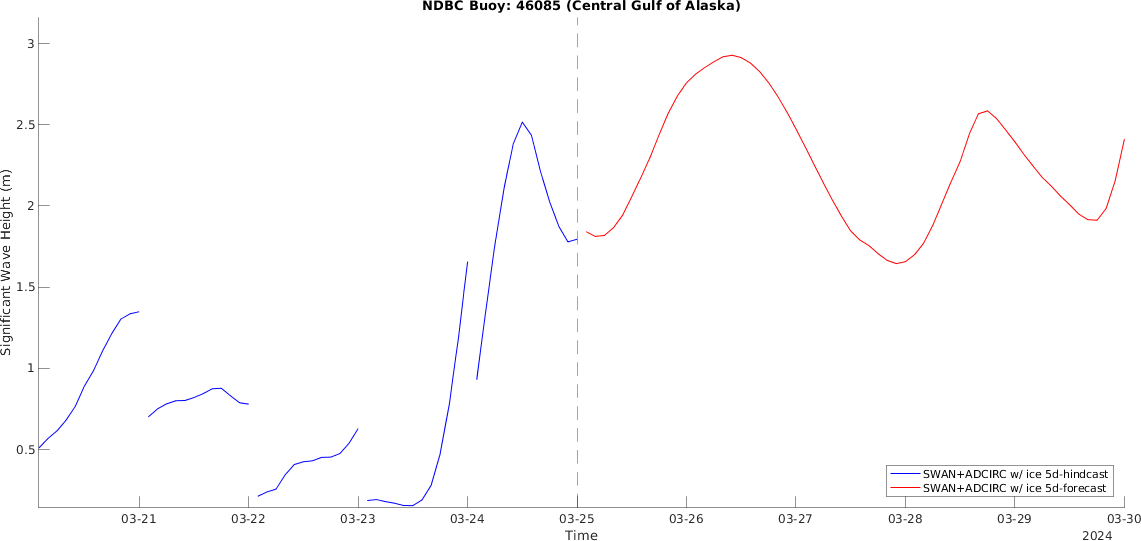 NDBC Buoy: 46085 (Central Gulf of Alaska)
3
2.5
2
1.5
1
0.5
Significant Wave Height (m)
SWAN+ADCIRC w/ ice 5d-hindcast
SWAN+ADCIRC w/ ice 5d-forecast
03-21 03-22 03-23 03-24 03-25 03-26 03-27 03-28 03-29 03-30
Time
2024